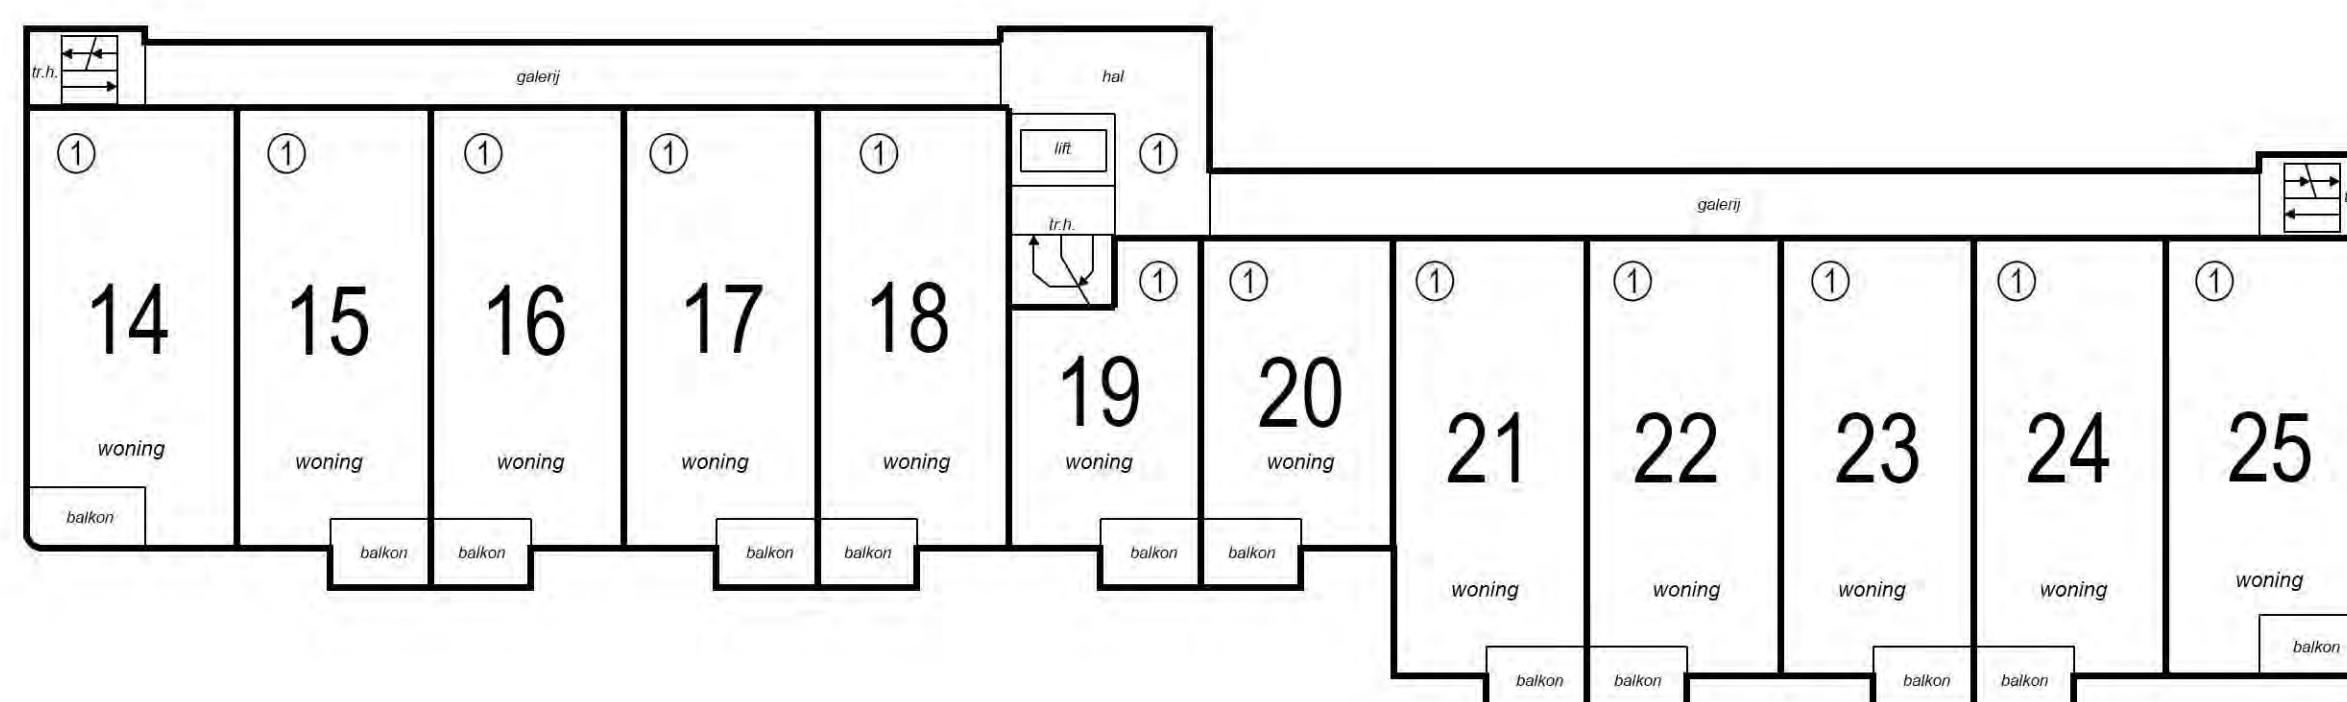 tr.h.
galerij
hal
1
1
1
1
1
lift
1
tr.h.
galerij
14
15
16
17
18
1
1
1
1
1
1
1
19
20
21
22
23
24
25
woning
woning
woning
woning
woning
woning
woning
woning
woning
woning
woning
woning
balkon
balkon
balkon
balkon
balkon
balkon
balkon
balkon
balkon
balkon
balkon
balkon